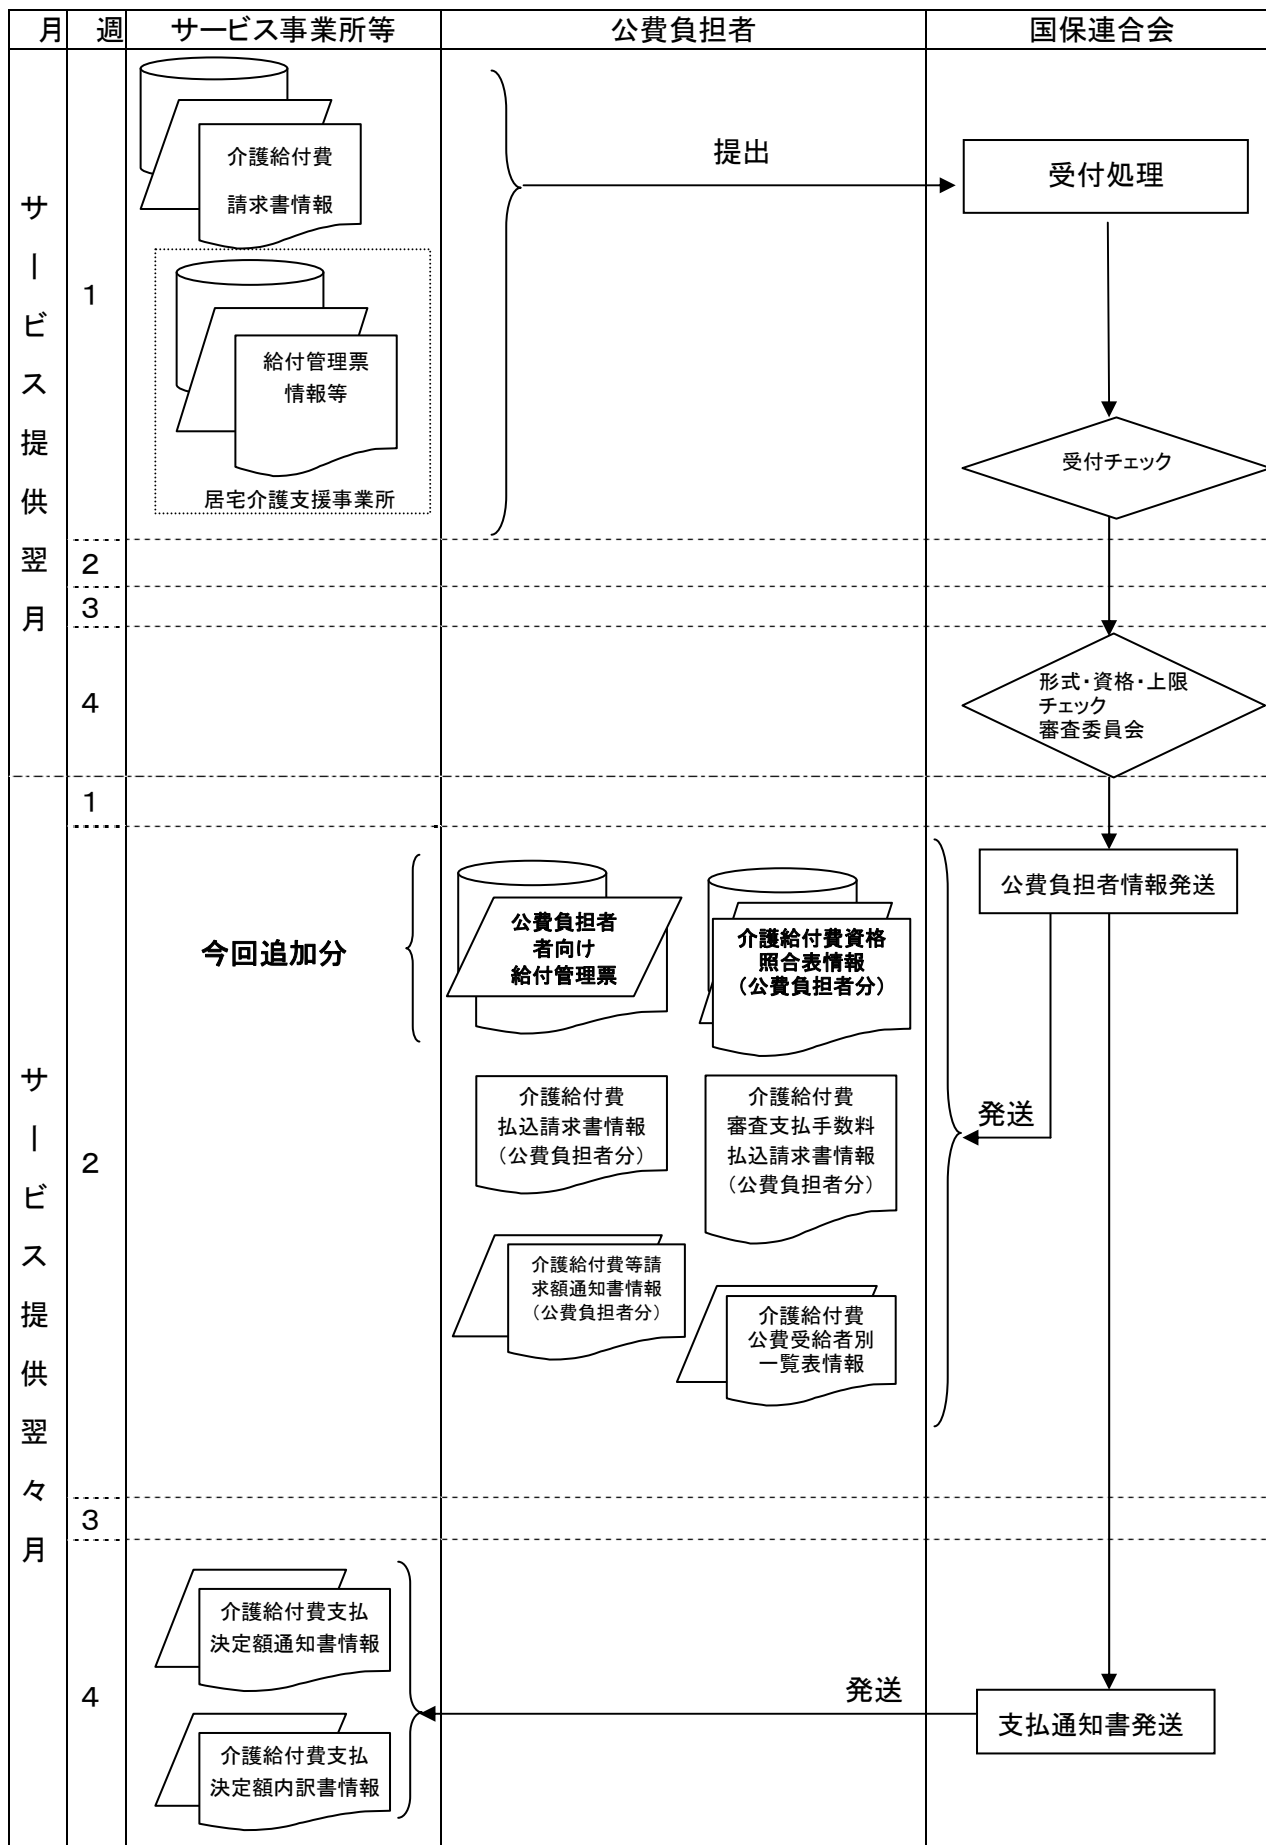 月 週 サービス事業所等 公費負担者 国保連合会
サービス提供翌月
1
介護給付費
請求書情報
給付管理票
情報等
居宅介護支援事業所
提出
受付処理
受付チェック
2
3
4
形式・資格・上限
チェック
審査委員会
サービス提供翌々月
1
2
今回追加分
公費負担者
者向け
給付管理票
介護給付費資格
照合表情報
（公費負担者分）
公費負担者情報発送
介護給付費
払込請求書情報
（公費負担者分）
介護給付費
審査支払手数料
払込請求書情報
（公費負担者分）
発送
介護給付費等請
求額通知書情報
（公費負担者分）
介護給付費
公費受給者別
一覧表情報
3
4
介護給付費支払
決定額通知書情報
介護給付費支払
決定額内訳書情報
発送
支払通知書発送